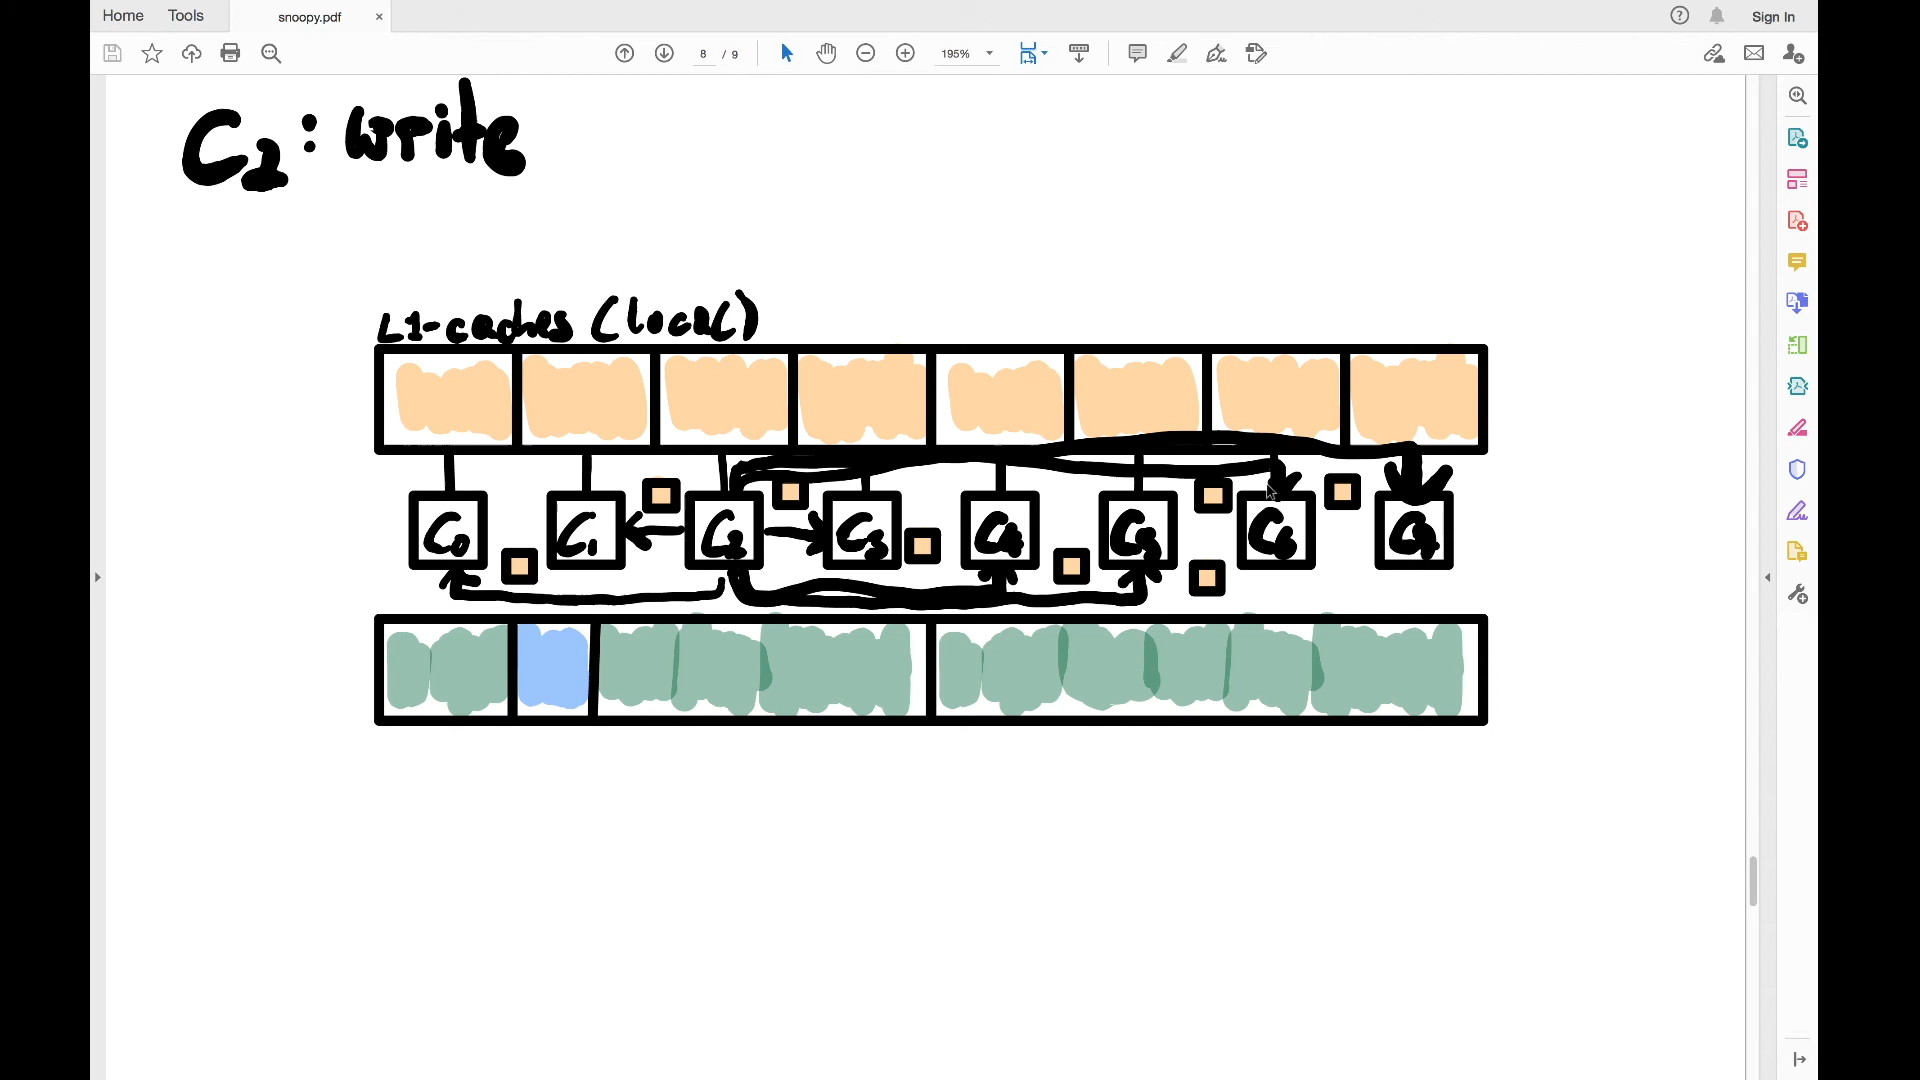 Home Tools snoopy.pdf × Sign In
8 / 9 195%
C2: write
L1-caches (local)
C0 C1 C2 C3 C4 C5 C6 C7